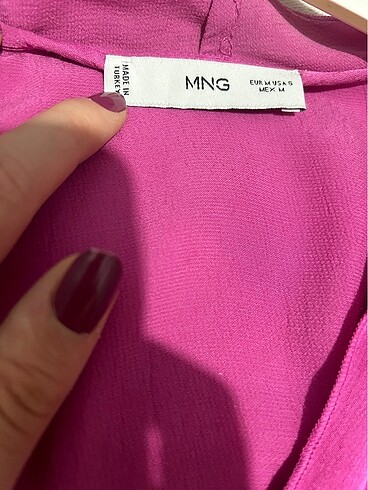 MADE IN
TURKEY
MNG
EUR M USA S
MEX M